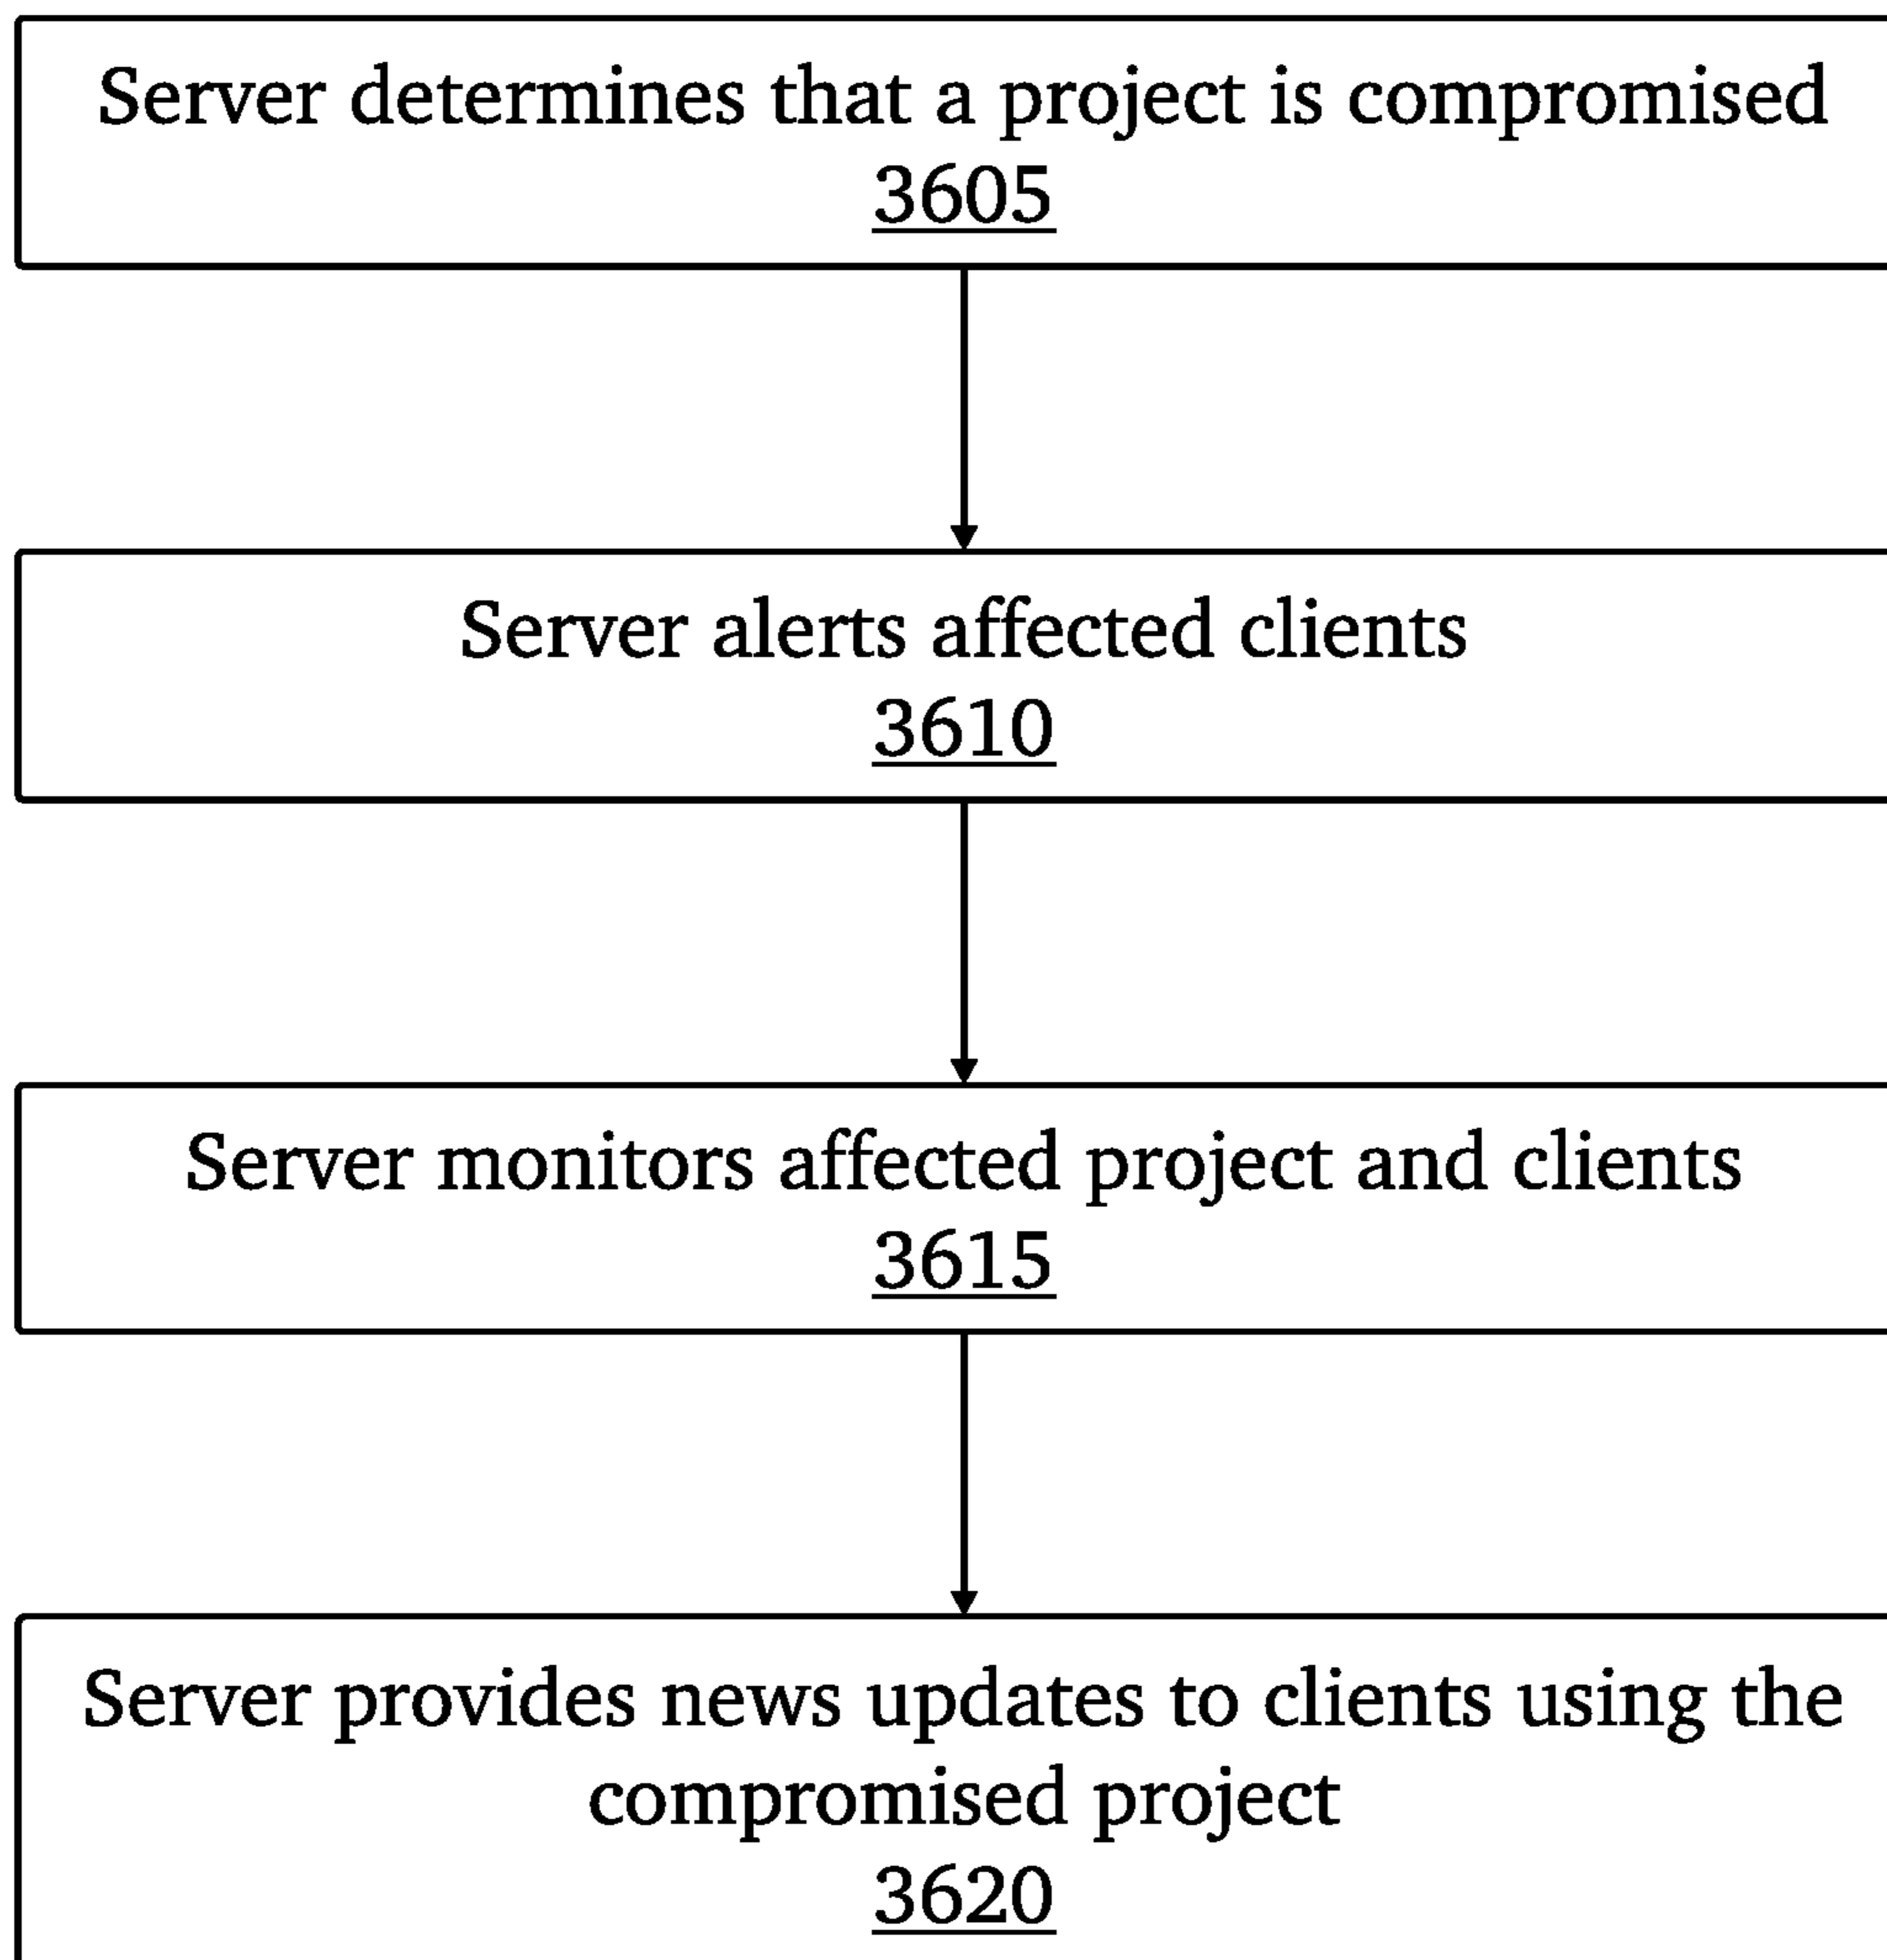 Server determines that a project is compromised
3605
Server alerts affected clients
3610
Server monitors affected project and clients
3615
Server provides news updates to clients using the
compromised project
3620